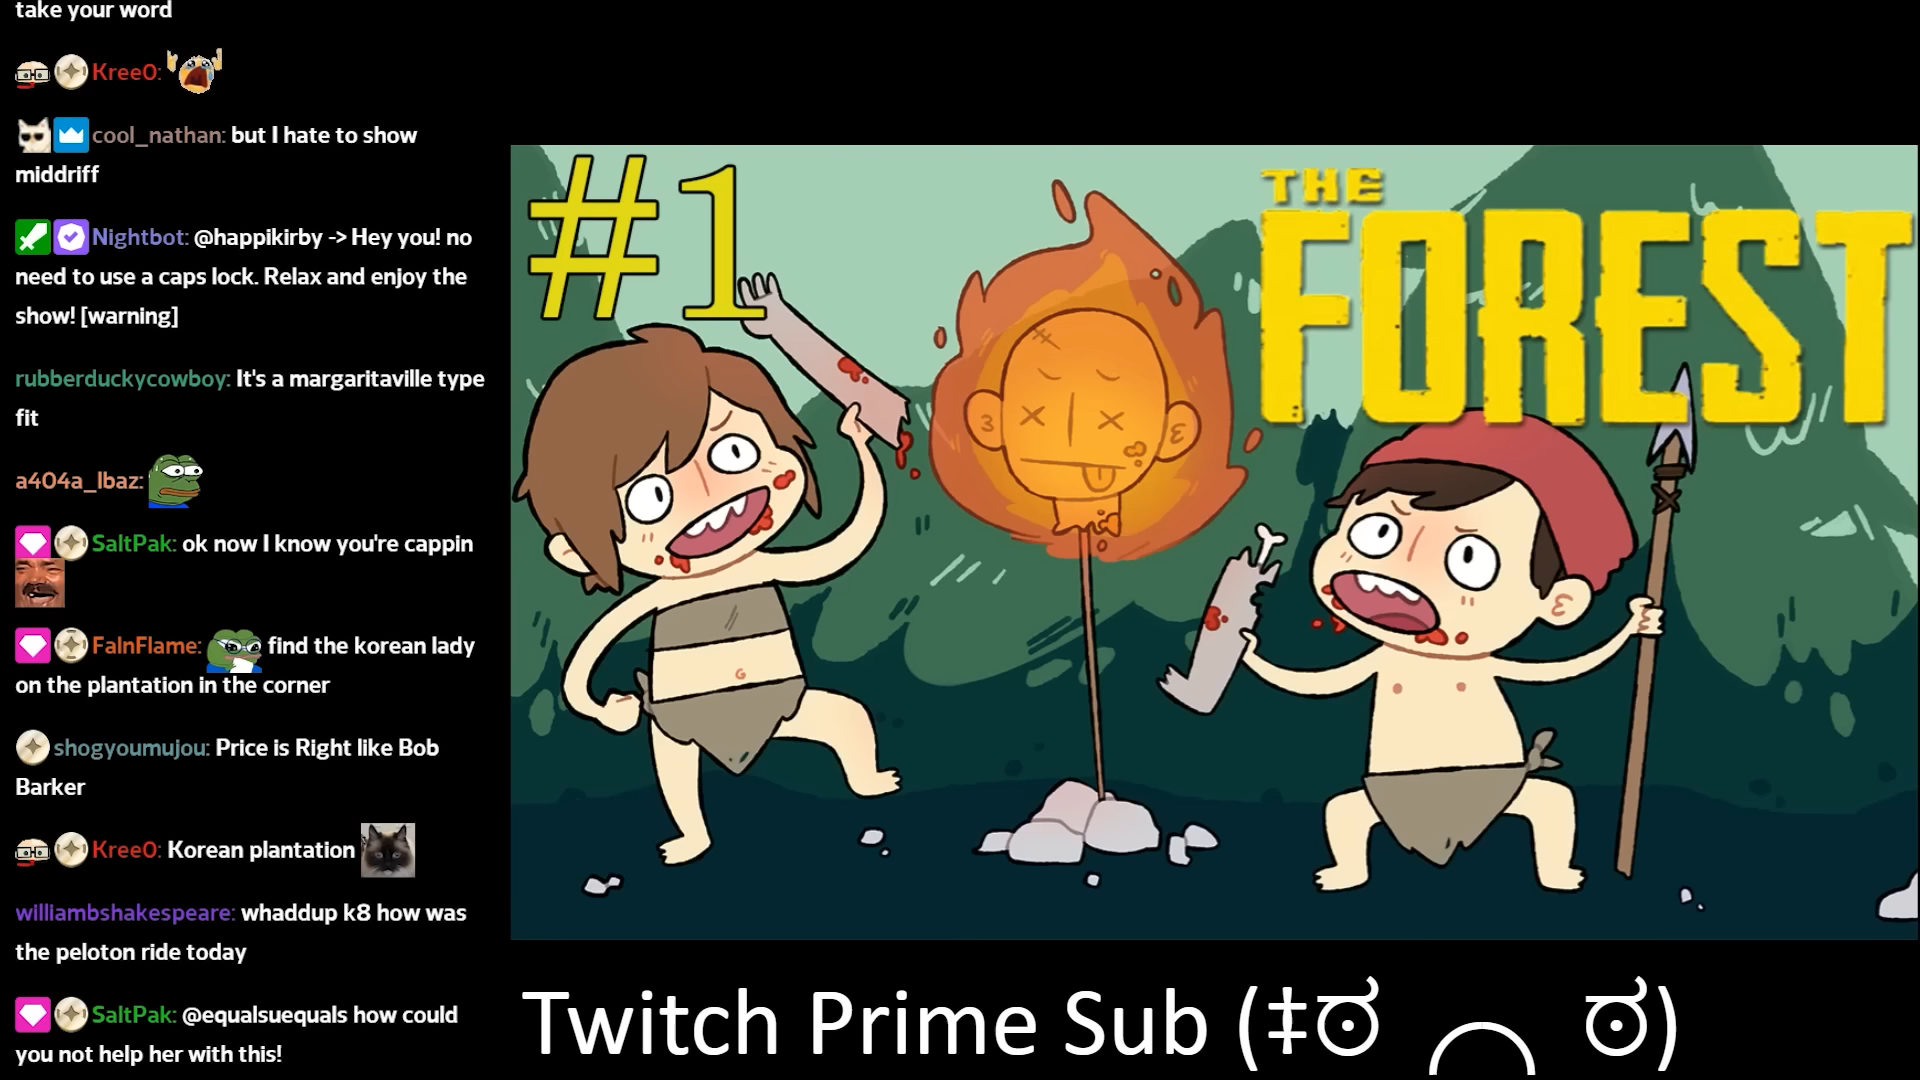 take your word
KreeO:
cool_nathan: but I hate to show
middriff
Nightbot: @happikirby -> Hey you! no
need to use a caps lock. Relax and enjoy the
show! [warning]
rubberduckycowboy: It's a margaritaville type
fit
a404a_lbaz:
SaltPak: ok now I know you're cappin
FalnFlame: find the korean lady
on the plantation in the corner
shogyoumujou: Price is Right like Bob
Barker
KreeO: Korean plantation
williambshakespeare: whaddup k8 how was
the peloton ride today
SaltPak: @equalsuequals how could
you not help her with this!
#1
THE
FOREST
Twitch Prime Sub (‡ಠ ︵ ಠ)